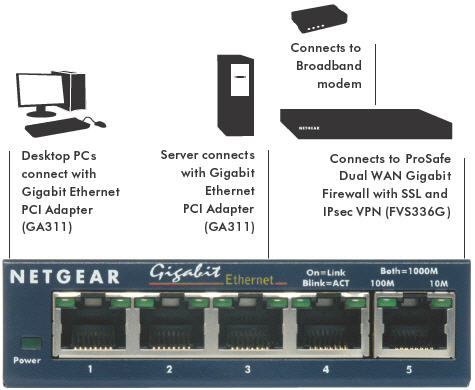 Connects to
Broadband
modem
NETGEAR
Desktop PCs
connect with
Gigabit Ethernet
PCI Adapter
(GA311)
Server connects
with Gigabit
Ethernet
PCI Adapter
(GA311)
Connects to ProSafe
Dual WAN Gigabit
Firewall with SSL and
IPsec VPN (FVS336G)
NETGEAR
Gigabit
Ethernet
On=Link
Blink=ACT
Both=1000M
100M 10M
Power
1 2 3 4 5